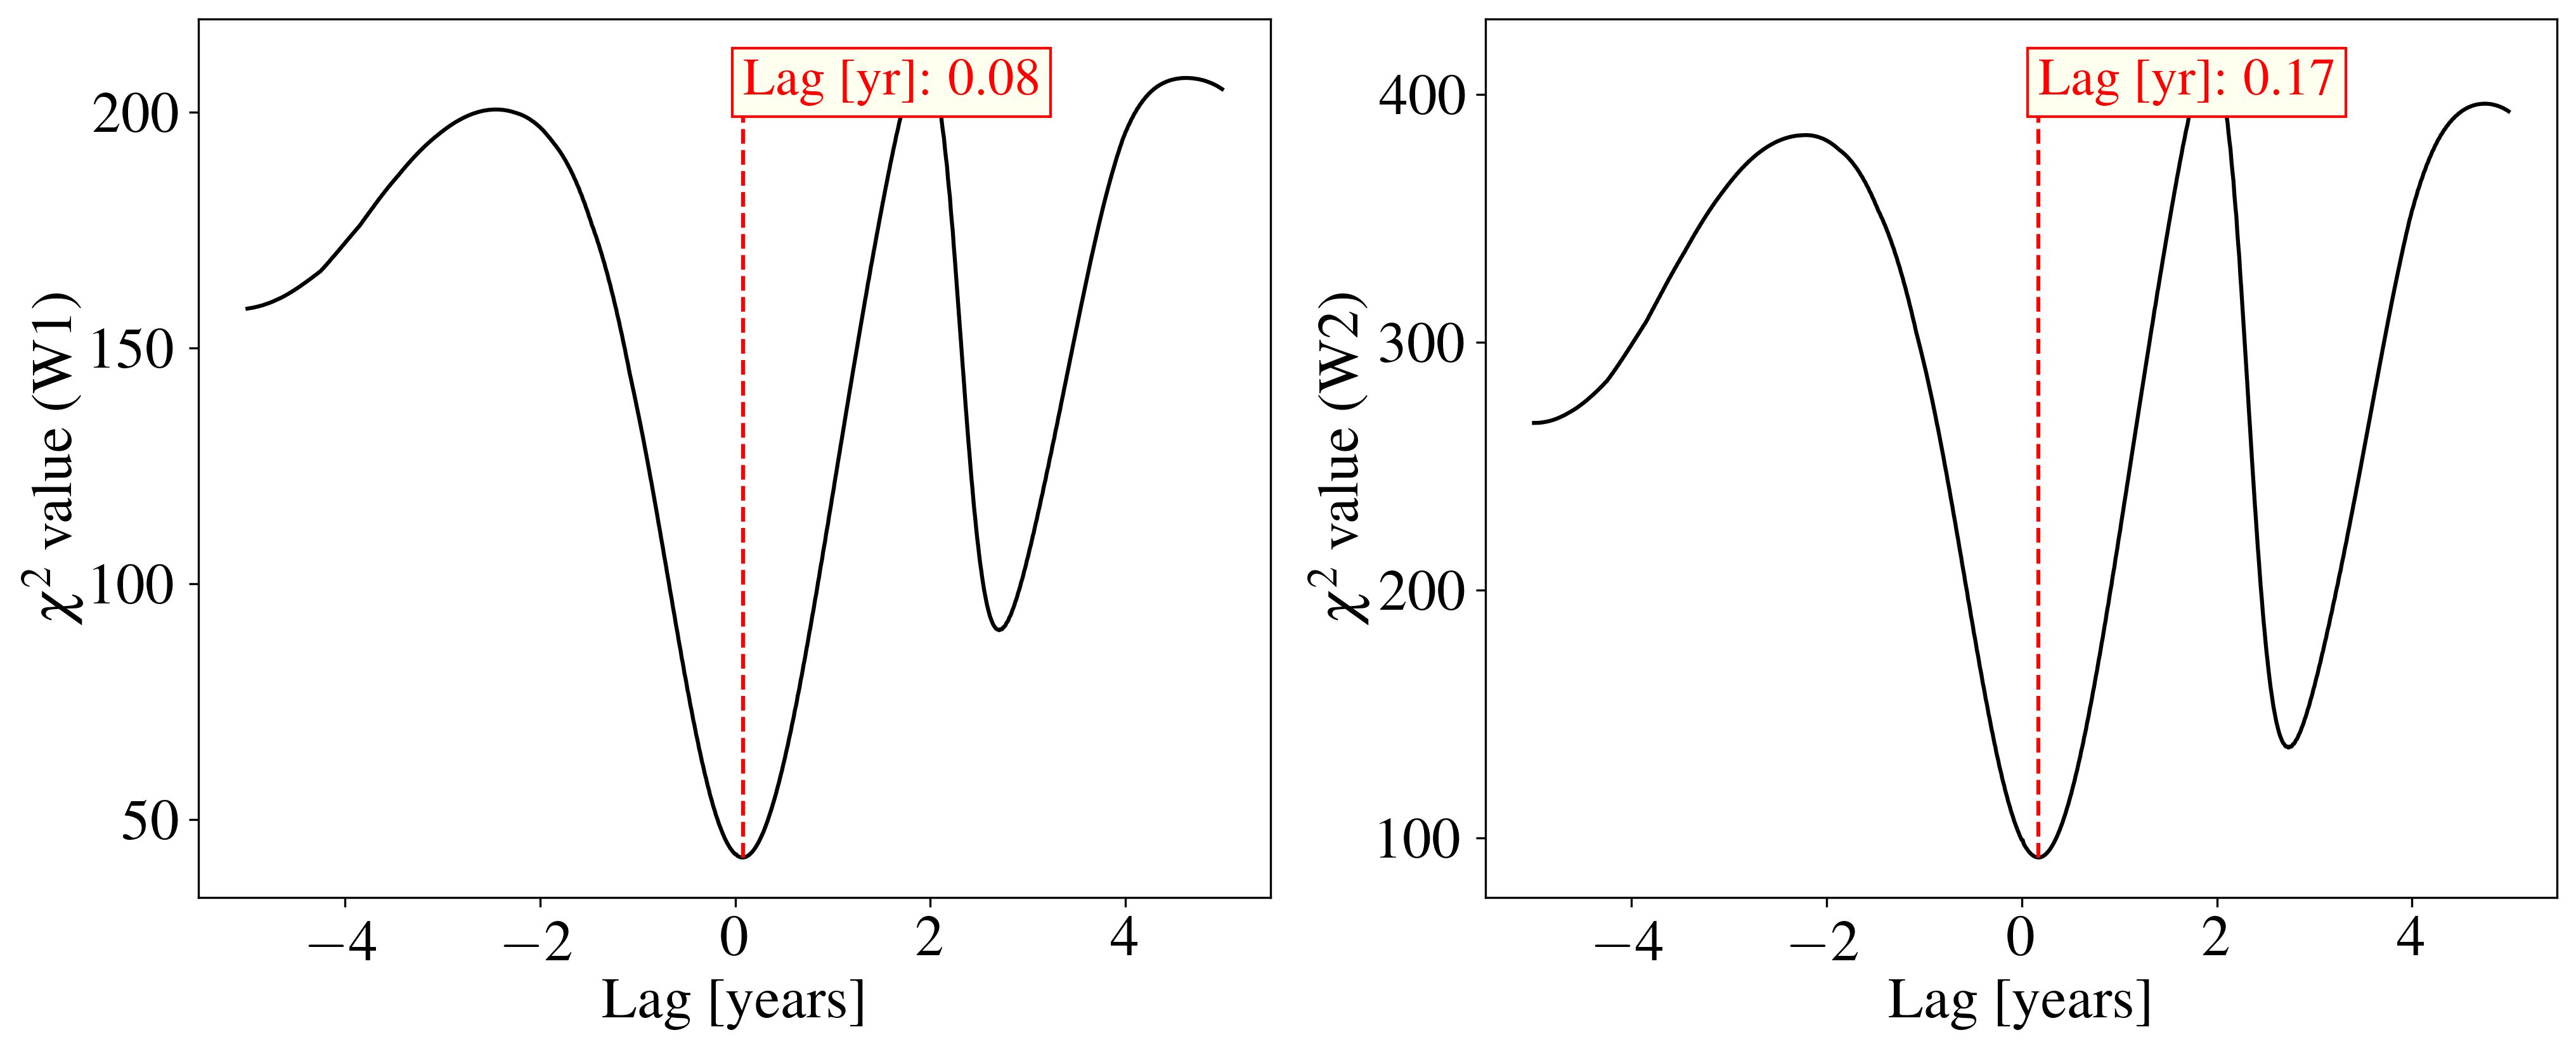 Lag [yr]: 0.08
200
150
100
50
χ² value (W1)
−4 −2 0 2 4
Lag [years]
Lag [yr]: 0.17
400
300
200
100
χ² value (W2)
−4 −2 0 2 4
Lag [years]